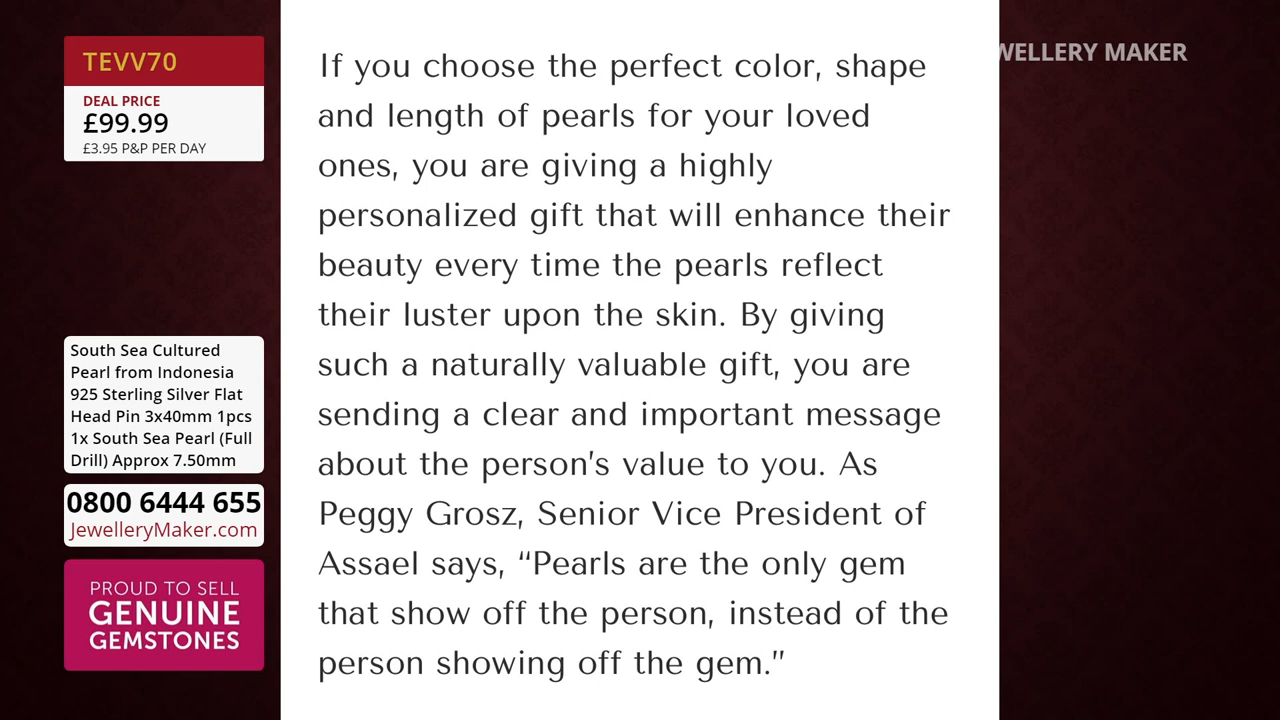 TEVV70
DEAL PRICE
£99.99
£3.95 P&P PER DAY
South Sea Cultured
Pearl from Indonesia
925 Sterling Silver Flat
Head Pin 3x40mm 1pcs
1x South Sea Pearl (Full
Drill) Approx 7.50mm
0800 6444 655
JewelleryMaker.com
PROUD TO SELL
GENUINE
GEMSTONES
If you choose the perfect color, shape
and length of pearls for your loved
ones, you are giving a highly
personalized gift that will enhance their
beauty every time the pearls reflect
their luster upon the skin. By giving
such a naturally valuable gift, you are
sending a clear and important message
about the person’s value to you. As
Peggy Grosz, Senior Vice President of
Assael says, “Pearls are the only gem
that show off the person, instead of the
person showing off the gem.”
WELLERY MAKER